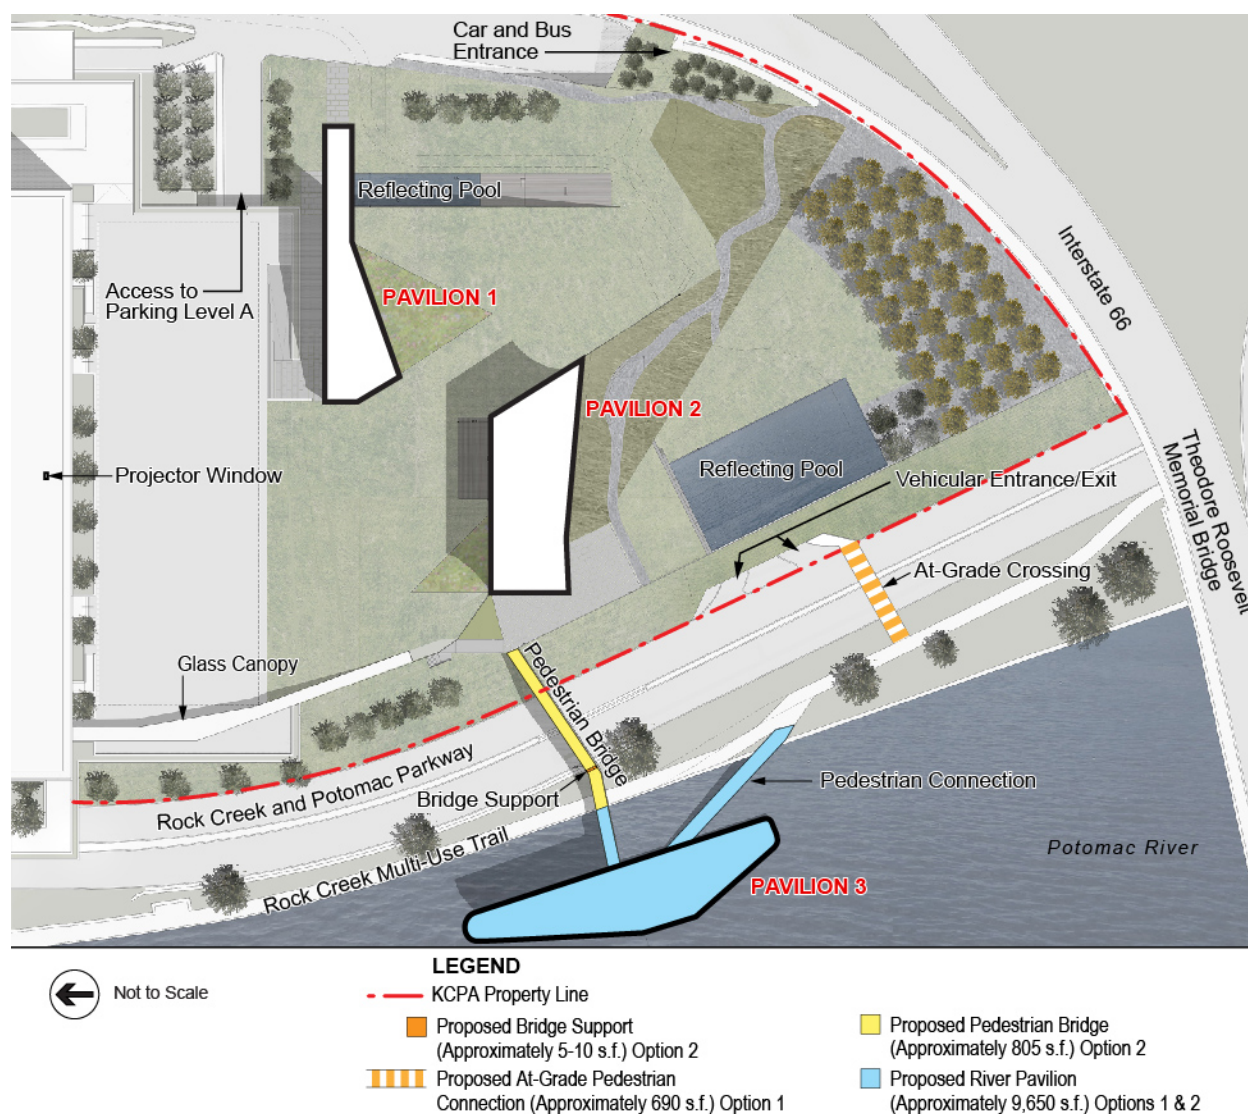 Car and Bus
Entrance
Reflecting Pool
Interstate 66
Access to
Parking Level A
PAVILION 1
PAVILION 2
Theodore Roosevelt
Memorial Bridge
Projector Window
Reflecting Pool
Vehicular Entrance/Exit
At-Grade Crossing
Glass Canopy
Pedestrian Bridge
Rock Creek and Potomac Parkway
Bridge Support
Pedestrian Connection
Rock Creek Multi-Use Trail
Potomac River
PAVILION 3
Not to Scale
LEGEND
KCPA Property Line
Proposed Bridge Support
(Approximately 5-10 s.f.) Option 2
Proposed At-Grade Pedestrian
Connection (Approximately 690 s.f.) Option 1
Proposed Pedestrian Bridge
(Approximately 805 s.f.) Option 2
Proposed River Pavilion
(Approximately 9,650 s.f.) Options 1 & 2